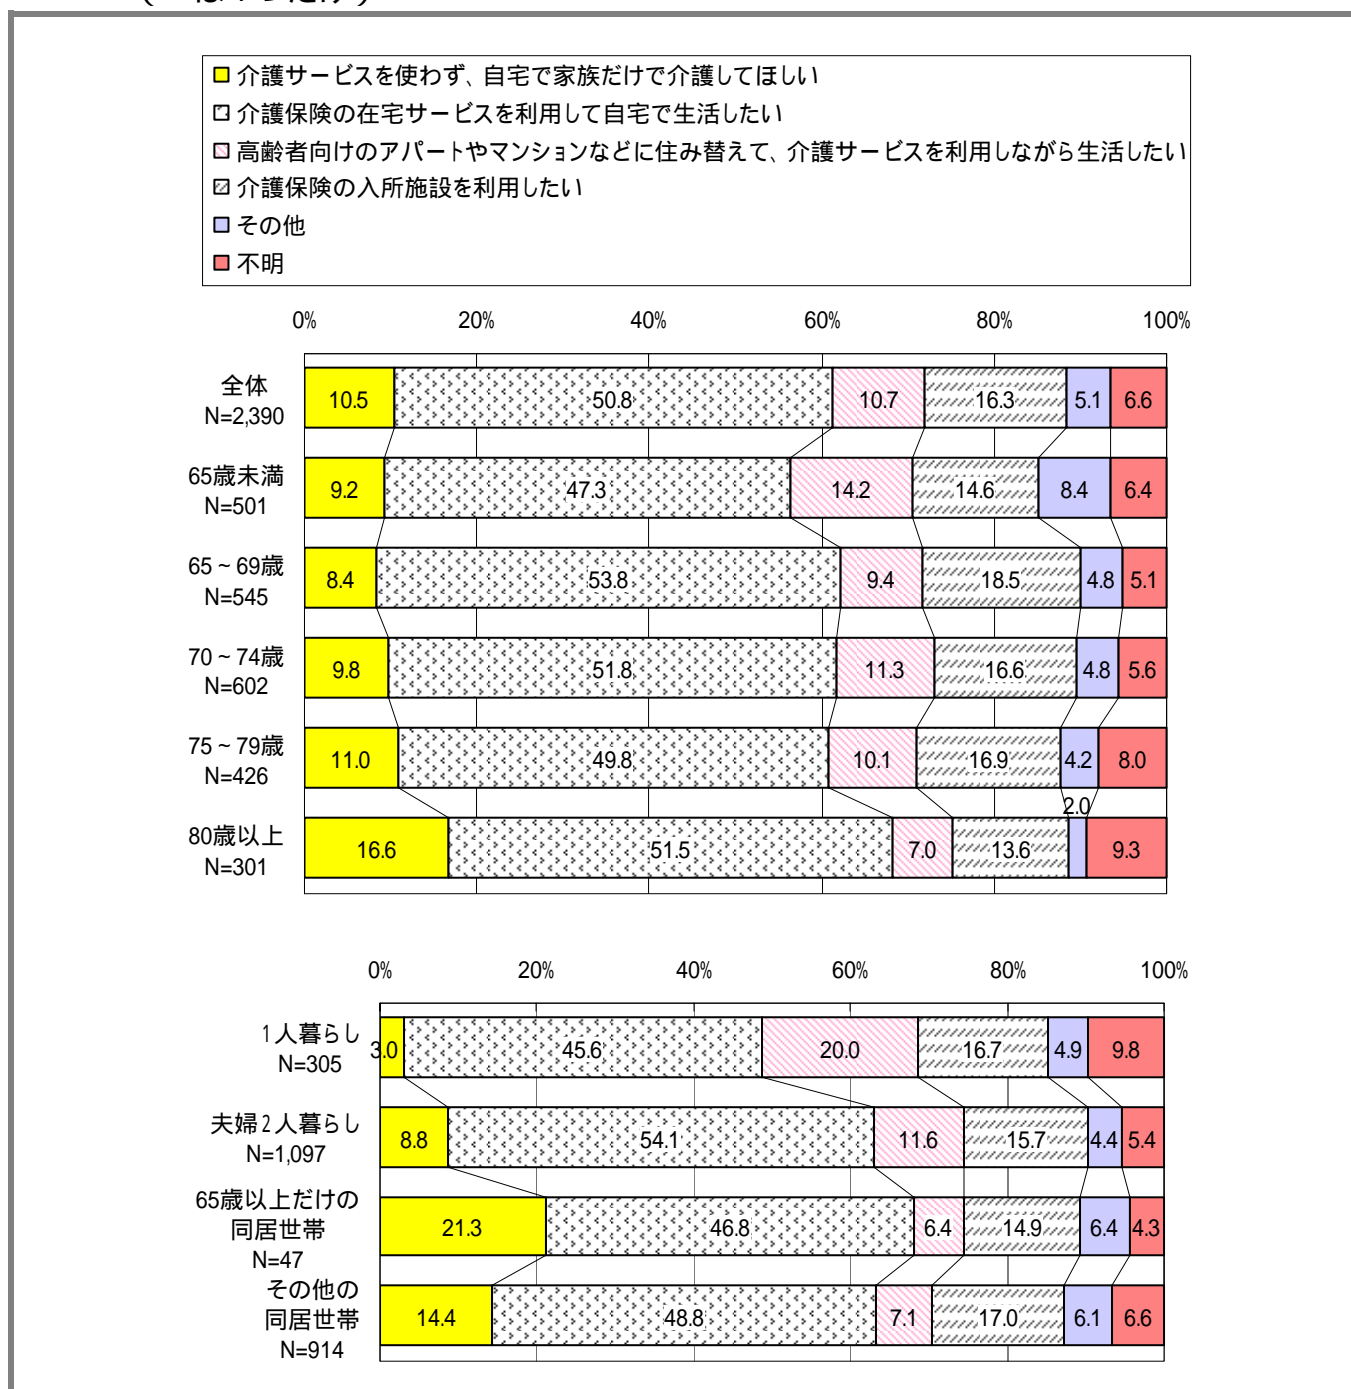 介護サービスを使わず、自宅で家族だけで介護してほしい
介護保険の在宅サービスを利用して自宅で生活したい
高齢者向けのアパートやマンションなどに住み替えて、介護サービスを利用しながら生活したい
介護保険の入所施設を利用したい
その他
不明
0% 20% 40% 60% 80% 100%
全体
N=2,390
10.5 50.8 10.7 16.3 5.1 6.6
65歳未満
N=501
9.2 47.3 14.2 14.6 8.4 6.4
65~69歳
N=545
8.4 53.8 9.4 18.5 4.8 5.1
70~74歳
N=602
9.8 51.8 11.3 16.6 4.8 5.6
75~79歳
N=426
11.0 49.8 10.1 16.9 4.2 8.0
80歳以上
N=301
16.6 51.5 7.0 13.6 2.0 9.3
0% 20% 40% 60% 80% 100%
1人暮らし
N=305
3.0 45.6 20.0 16.7 4.9 9.8
夫婦2人暮らし
N=1,097
8.8 54.1 11.6 15.7 4.4 5.4
65歳以上だけの
同居世帯
N=47
21.3 46.8 6.4 14.9 6.4 4.3
その他の
同居世帯
N=914
14.4 48.8 7.1 17.0 6.1 6.6